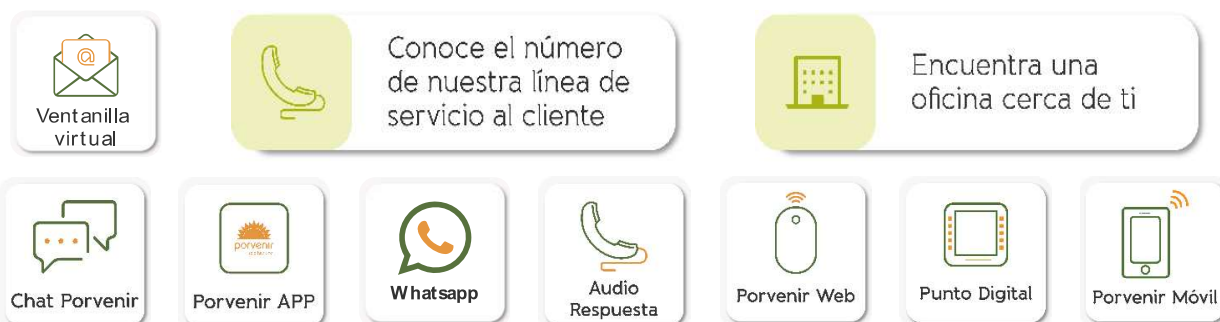 @
Ventanilla
virtual
Conoce el número
de nuestra línea de
servicio al cliente
Encuentra una
oficina cerca de ti
Chat Porvenir
porvenir
Porvenir APP
Whatsapp
Audio
Respuesta
Porvenir Web
Punto Digital
Porvenir Móvil